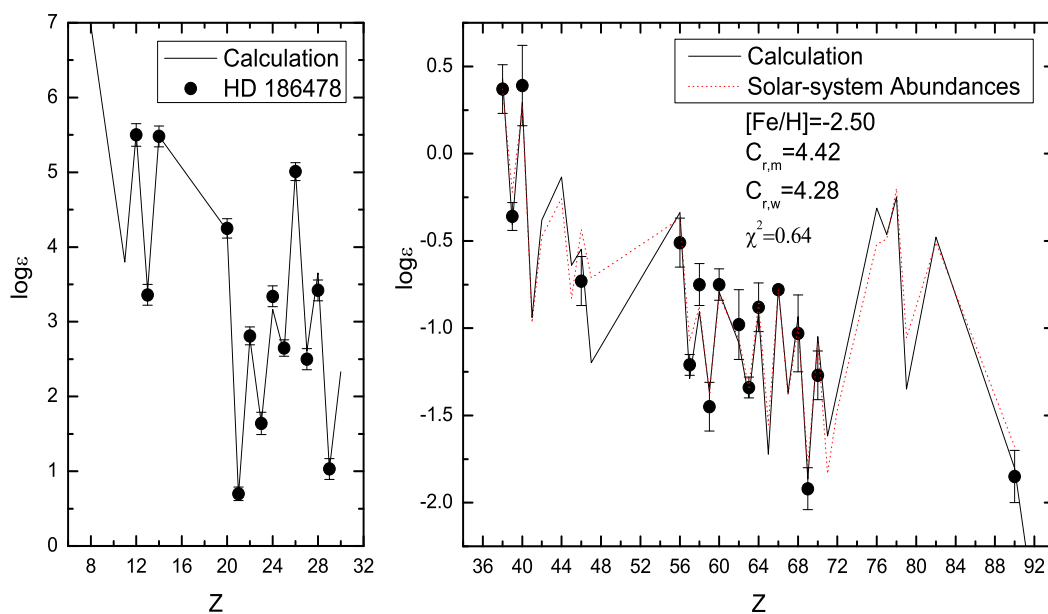 7
6
5
4
3
2
1
0
logε
8 12 16 20 24 28 32
Z
Calculation
HD 186478
0.5
0.0
-0.5
-1.0
-1.5
-2.0
logε
36 40 44 48 52 56 60 64 68 72 76 80 84 88 92
Z
Calculation
Solar-system Abundances
[Fe/H]=-2.50
C_{r,m}=4.42
C_{r,w}=4.28
χ²=0.64